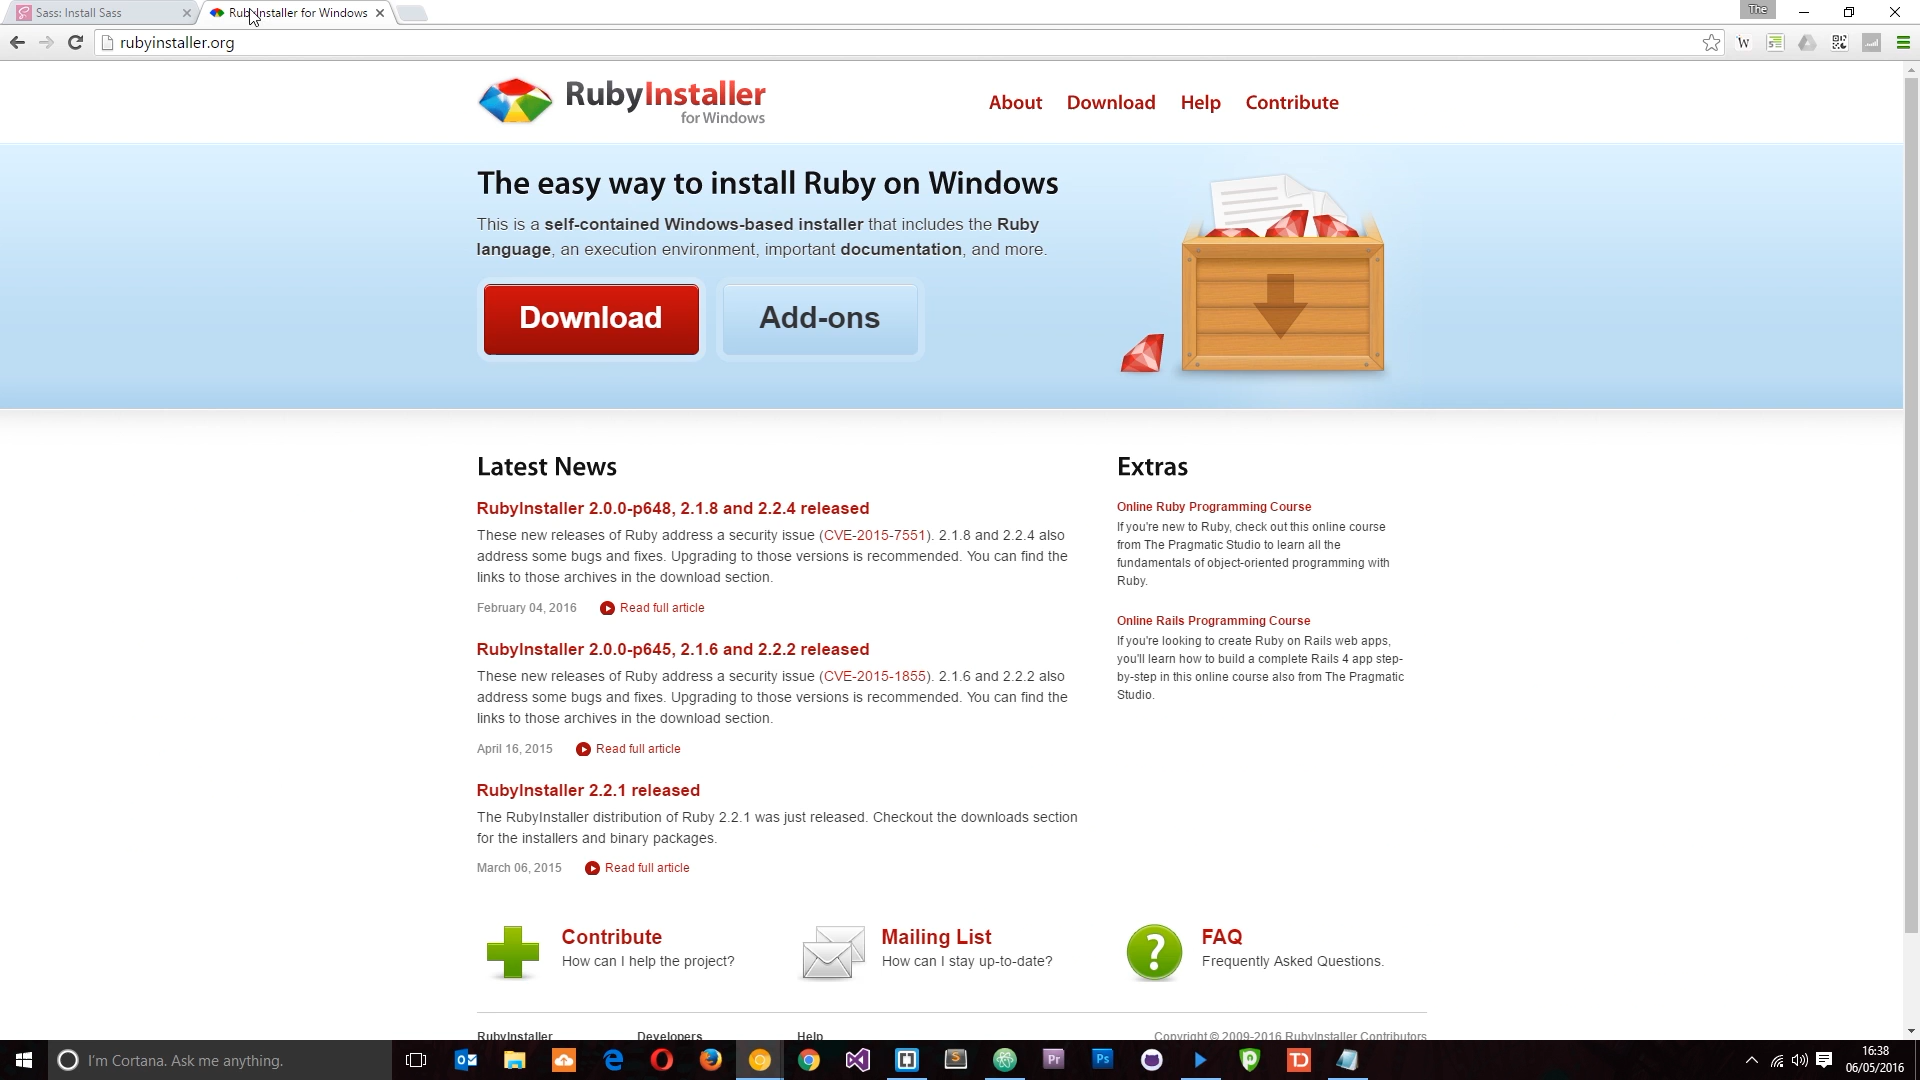 Sass: Install Sass
RubyInstaller for Windows
The
rubyinstaller.org
W
RubyInstaller
for Windows
About
Download
Help
Contribute
The easy way to install Ruby on Windows
This is a self-contained Windows-based installer that includes the Ruby
language, an execution environment, important documentation, and more.
Download
Add-ons
Latest News
RubyInstaller 2.0.0-p648, 2.1.8 and 2.2.4 released
These new releases of Ruby address a security issue (CVE-2015-7551). 2.1.8 and 2.2.4 also
address some bugs and fixes. Upgrading to those versions is recommended. You can find the
links to those archives in the download section.
February 04, 2016
Read full article
RubyInstaller 2.0.0-p645, 2.1.6 and 2.2.2 released
These new releases of Ruby address a security issue (CVE-2015-1855). 2.1.6 and 2.2.2 also
address some bugs and fixes. Upgrading to those versions is recommended. You can find the
links to those archives in the download section.
April 16, 2015
Read full article
RubyInstaller 2.2.1 released
The RubyInstaller distribution of Ruby 2.2.1 was just released. Checkout the downloads section
for the installers and binary packages.
March 06, 2015
Read full article
Extras
Online Ruby Programming Course
If you're new to Ruby, check out this online course
from The Pragmatic Studio to learn all the
fundamentals of object-oriented programming with
Ruby.
Online Rails Programming Course
If you're looking to create Ruby on Rails web apps,
you'll learn how to build a complete Rails 4 app step-
by-step in this online course also from The Pragmatic
Studio.
Contribute
How can I help the project?
Mailing List
How can I stay up-to-date?
FAQ
Frequently Asked Questions.
RubyInstaller
Developers
Help
Copyright © 2009-2016 RubyInstaller Contributors
I'm Cortana. Ask me anything.
Pr
Ps
TD
16:38
06/05/2016